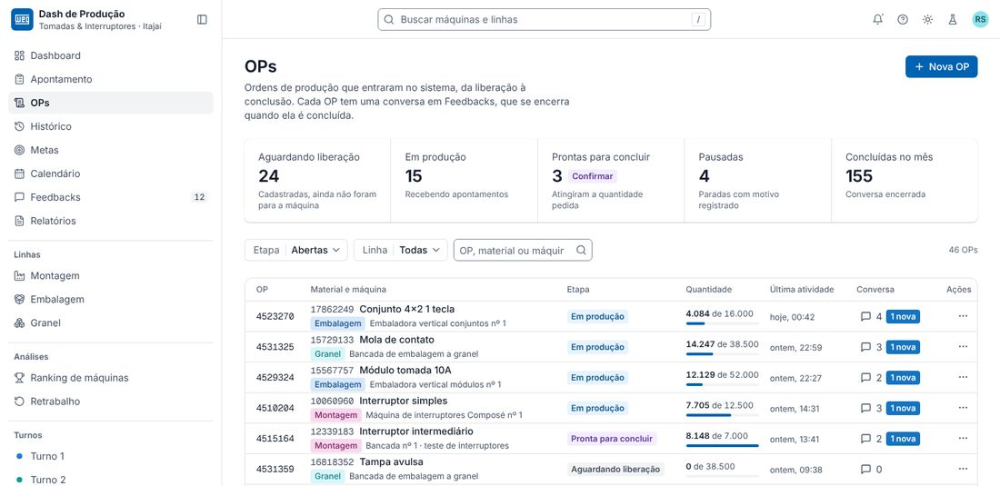 weg
Dash de Produção
Tomadas & Interruptores · Itajaí
Buscar máquinas e linhas
/
RS
Dashboard
Apontamento
OPs
Histórico
Metas
Calendário
Feedbacks
12
Relatórios
Linhas
Montagem
Embalagem
Granel
Análises
Ranking de máquinas
Retrabalho
Turnos
Turno 1
Turno 2
OPs
Nova OP
Ordens de produção que entraram no sistema, da liberação à
conclusão. Cada OP tem uma conversa em Feedbacks, que se encerra
quando ela é concluída.
Aguardando liberação
24
Cadastradas, ainda não foram
para a máquina
Em produção
15
Recebendo apontamentos
Prontas para concluir
3 Confirmar
Atingiram a quantidade
pedida
Pausadas
4
Paradas com motivo
registrado
Concluídas no mês
155
Conversa encerrada
Etapa Abertas
Linha Todas
OP, material ou máquir
46 OPs
OP Material e máquina Etapa Quantidade Última atividade Conversa Ações
4523270 17862249 Conjunto 4×2 1 tecla Em produção 4.084 de 16.000 hoje, 00:42 4 1 nova
Embalagem Embaladora vertical conjuntos nº 1
4531325 15729133 Mola de contato Em produção 14.247 de 38.500 ontem, 22:59 3 1 nova
Granel Bancada de embalagem a granel
4529324 15567757 Módulo tomada 10A Em produção 12.129 de 52.000 ontem, 22:27 2 1 nova
Embalagem Embaladora vertical módulos nº 1
4510204 10060960 Interruptor simples Em produção 7.705 de 12.500 ontem, 14:31 3 1 nova
Montagem Máquina de interruptores Composé nº 1
4515164 12339183 Interruptor intermediário Pronta para concluir 8.148 de 7.000 ontem, 13:41 2 1 nova
Montagem Bancada nº 1 · teste de interruptores
4531359 16818352 Tampa avulsa Aguardando liberação 0 de 38.500 ontem, 09:38 0
Granel Bancada de embalagem a granel